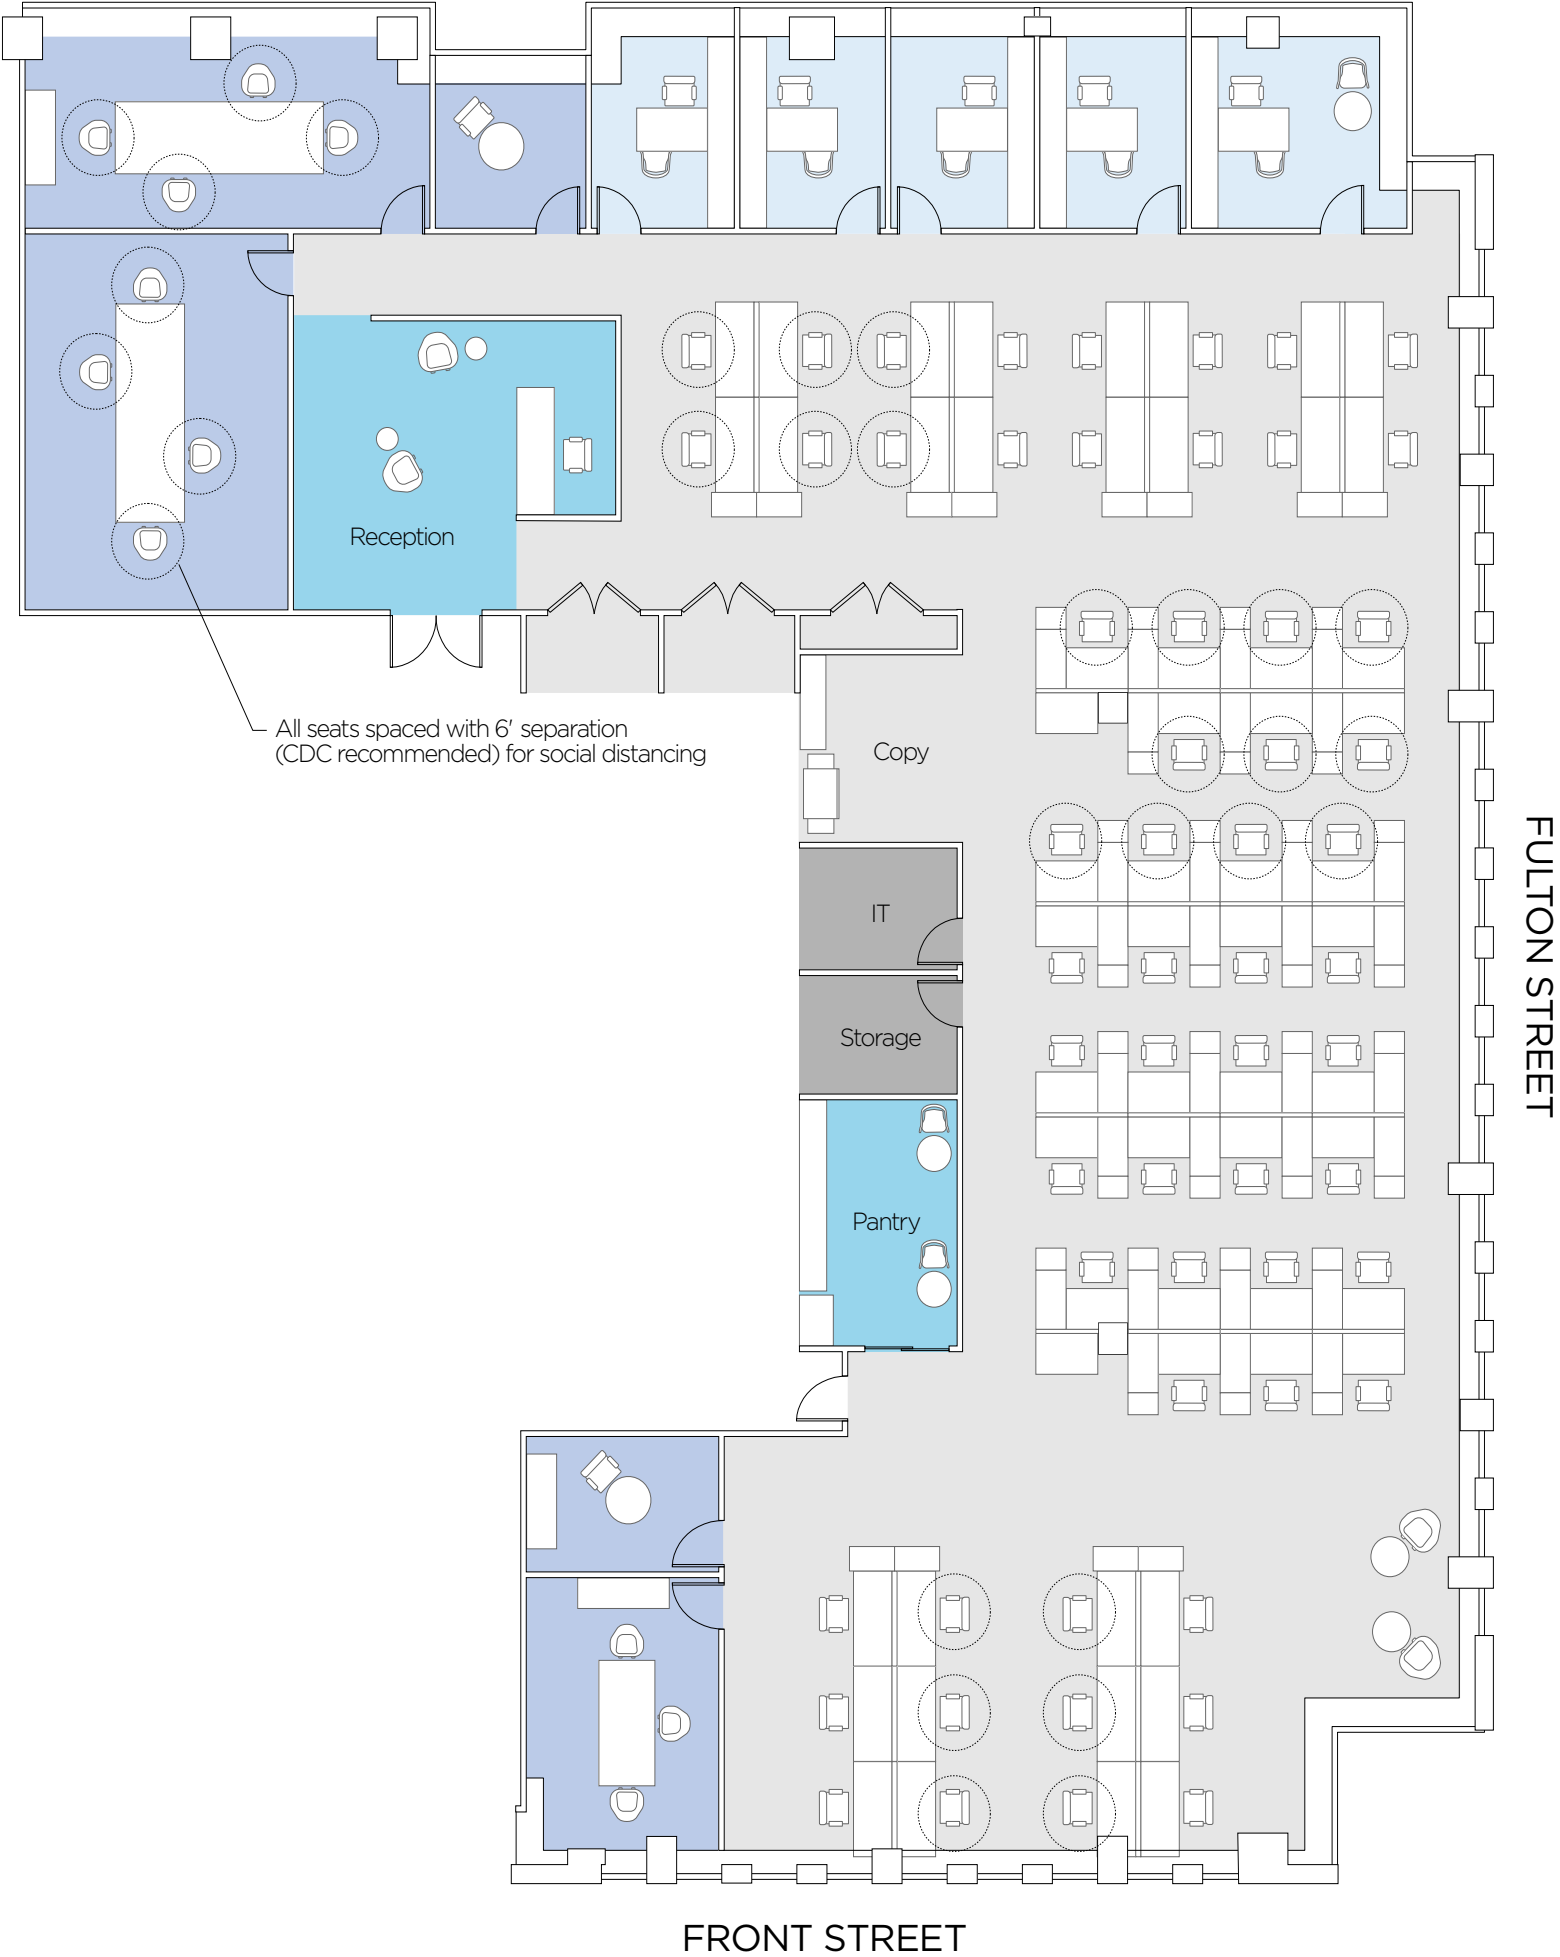 Reception
All seats spaced with 6' separation
(CDC recommended) for social distancing
Copy
FULTON STREET
IT
Storage
Pantry
FRONT STREET